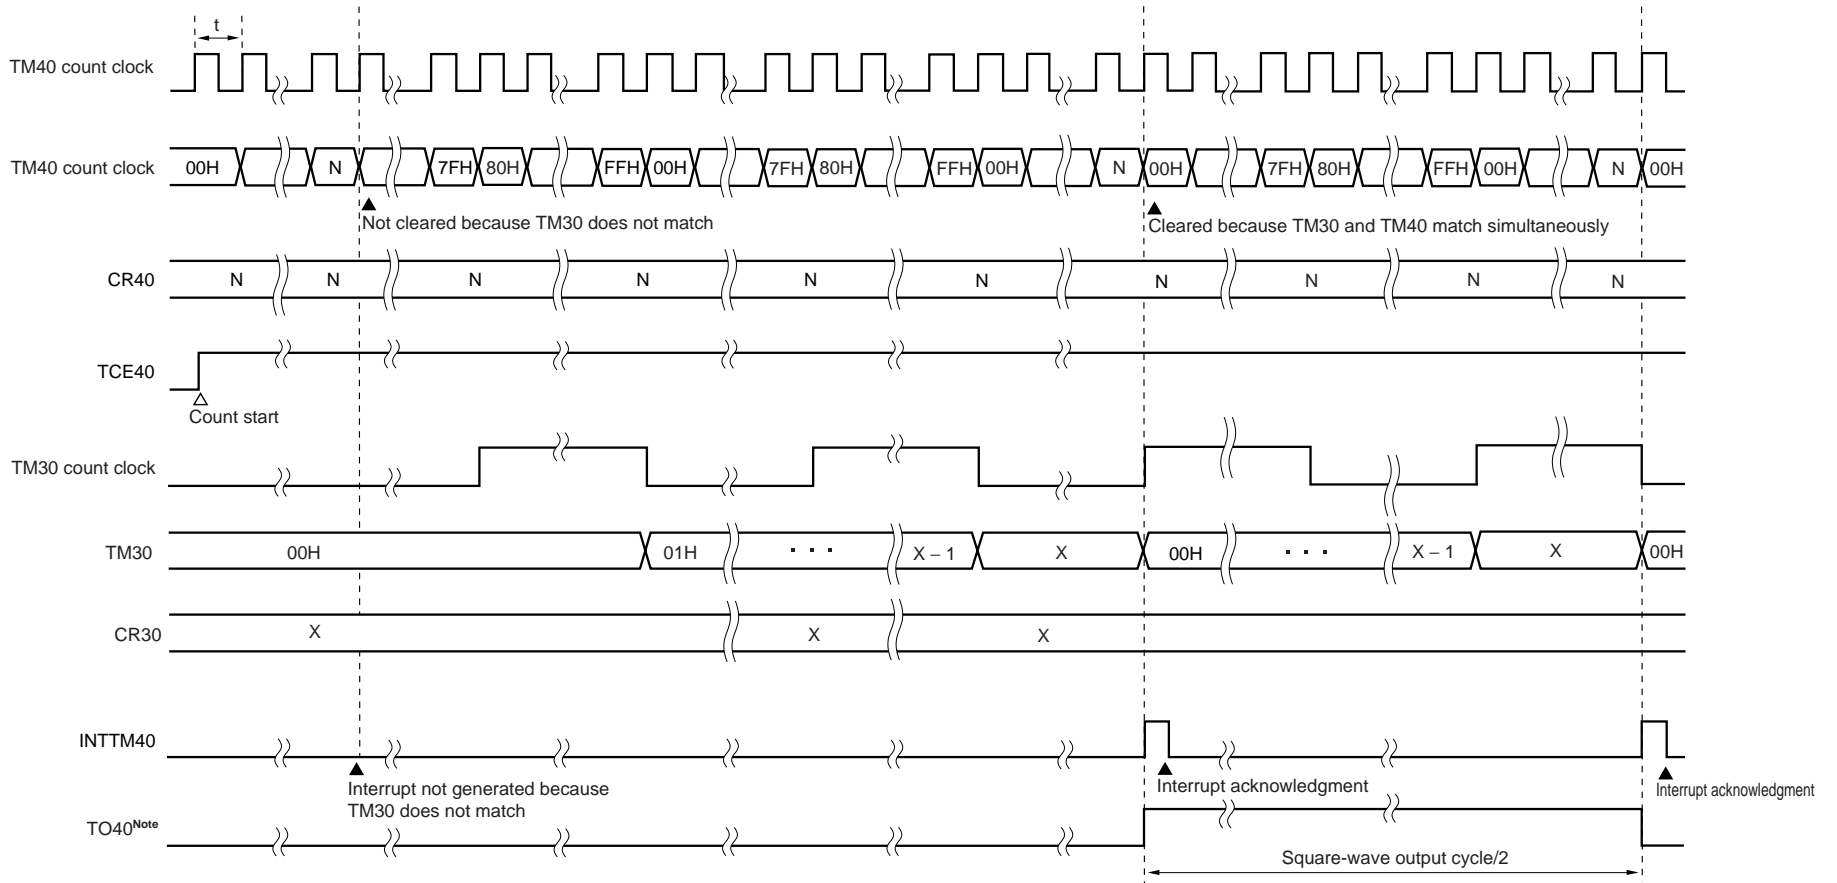 t
TM40 count clock
TM40 count clock 00H N 7FH 80H FFH 00H 7FH 80H FFH 00H N 00H 7FH 80H FFH 00H N 00H
Not cleared because TM30 does not match
Cleared because TM30 and TM40 match simultaneously
CR40 N N N N N N N N N N
TCE40
Count start
TM30 count clock
TM30 00H 01H · · · X – 1 X 00H · · · X – 1 X 00H
CR30 X X X
INTTM40
Interrupt not generated because
TM30 does not match
Interrupt acknowledgment
Interrupt acknowledgment
TO40Note
Square-wave output cycle/2